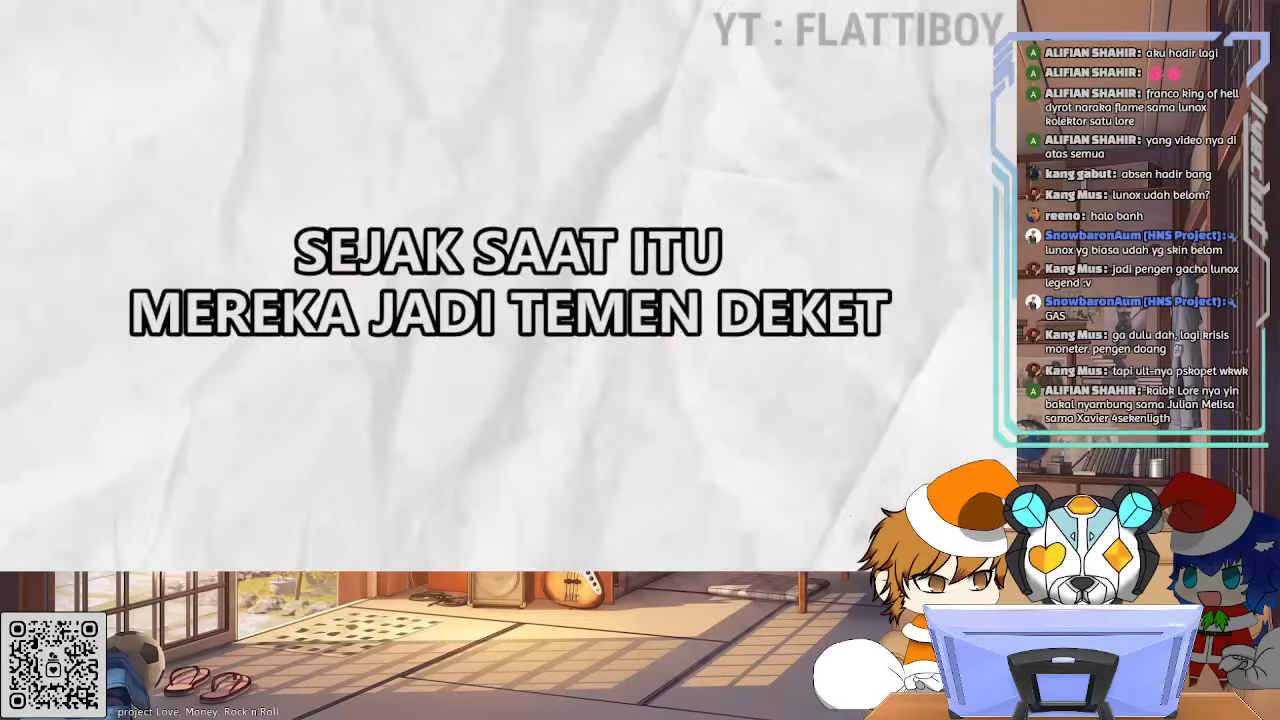 YT : FLATTIBOY
SEJAK SAAT ITU
MEREKA JADI TEMEN DEKET
ALIFIAN SHAHIR: aku hadir lagi
ALIFIAN SHAHIR:
ALIFIAN SHAHIR: franco king of hell
dyrot naraka flame sama lunox
kolektor satu lore
ALIFIAN SHAHIR: yang video nya di
atas semua
kang gabut: absen hadir bang
Kang Mus: lunox udah belom?
reeno: halo banh
SnowbaronAum [HNS Project]:
lunox yg biasa udah yg skin belom
Kang Mus: jadi pengen gacha lunox
legend :v
SnowbaronAum [HNS Project]:
GAS
Kang Mus: ga dulu dah, lagi krisis
moneter. pengen doang
Kang Mus: tapi ult-nya pskopet wkwk
ALIFIAN SHAHIR: kalok Lore nya yin
bakal nyambung sama Julian Melisa
sama Xavier 4sekenligth
livechat
project Love, Money, Rock'n'Roll